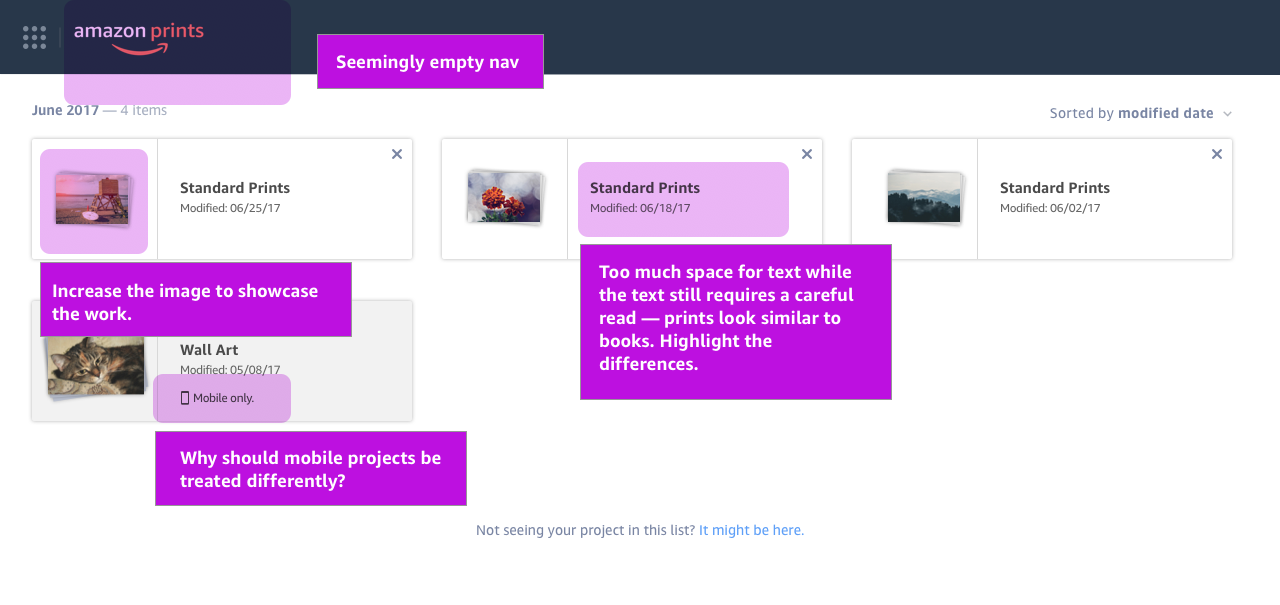 amazon prints
Seemingly empty nav
June 2017 — 4 items
Sorted by modified date
Standard Prints
Modified: 06/25/17
Standard Prints
Modified: 06/18/17
Standard Prints
Modified: 06/02/17
Increase the image to showcase
the work.
Too much space for text while
the text still requires a careful
read — prints look similar to
books. Highlight the
differences.
Wall Art
Modified: 05/08/17
Mobile only.
Why should mobile projects be
treated differently?
Not seeing your project in this list? It might be here.